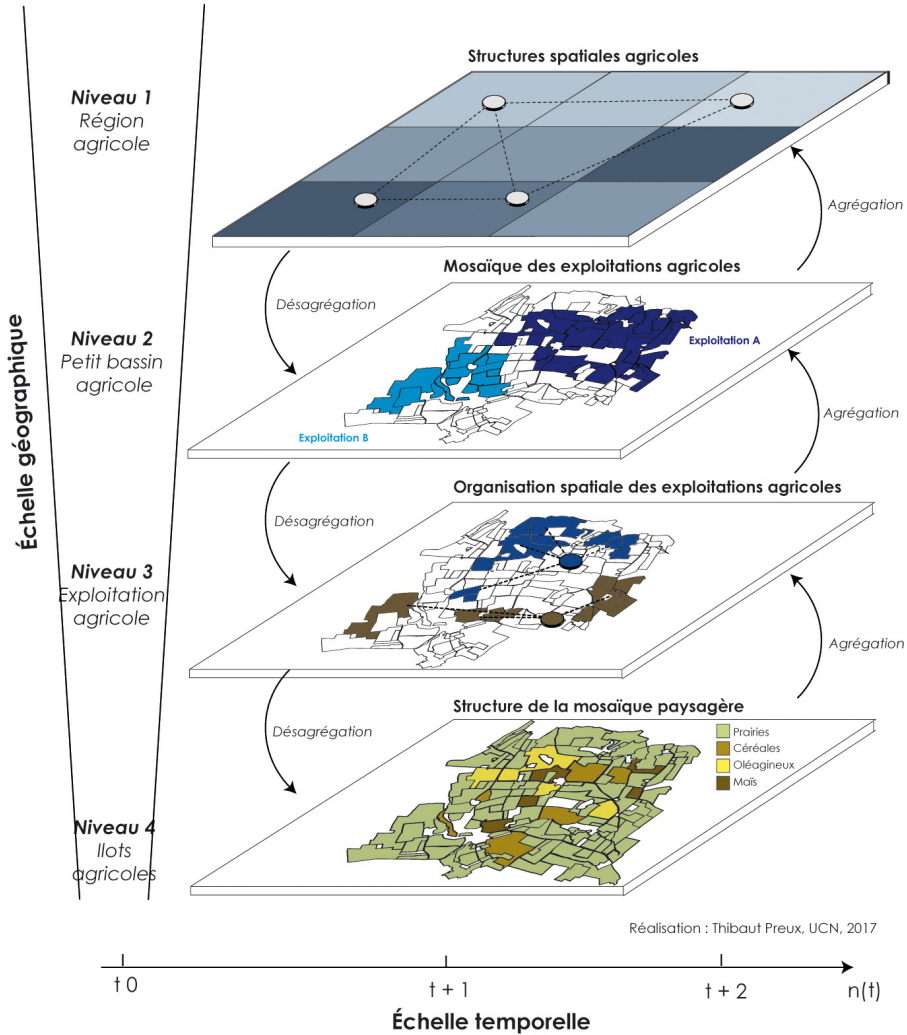 Structures spatiales agricoles
Niveau 1
Région
agricole
Agrégation
Mosaïque des exploitations agricoles
Désagrégation
Échelle géographique
Niveau 2
Petit bassin
agricole
Exploitation A
Agrégation
Exploitation B
Organisation spatiale des exploitations agricoles
Désagrégation
Niveau 3
Exploitation
agricole
Agrégation
Structure de la mosaïque paysagère
Désagrégation
Prairies
Céréales
Oléagineux
Maïs
Niveau 4
Ilots
agricoles
Réalisation : Thibaut Preux, UCN, 2017
t 0
t + 1
t + 2
n(t)
Échelle temporelle